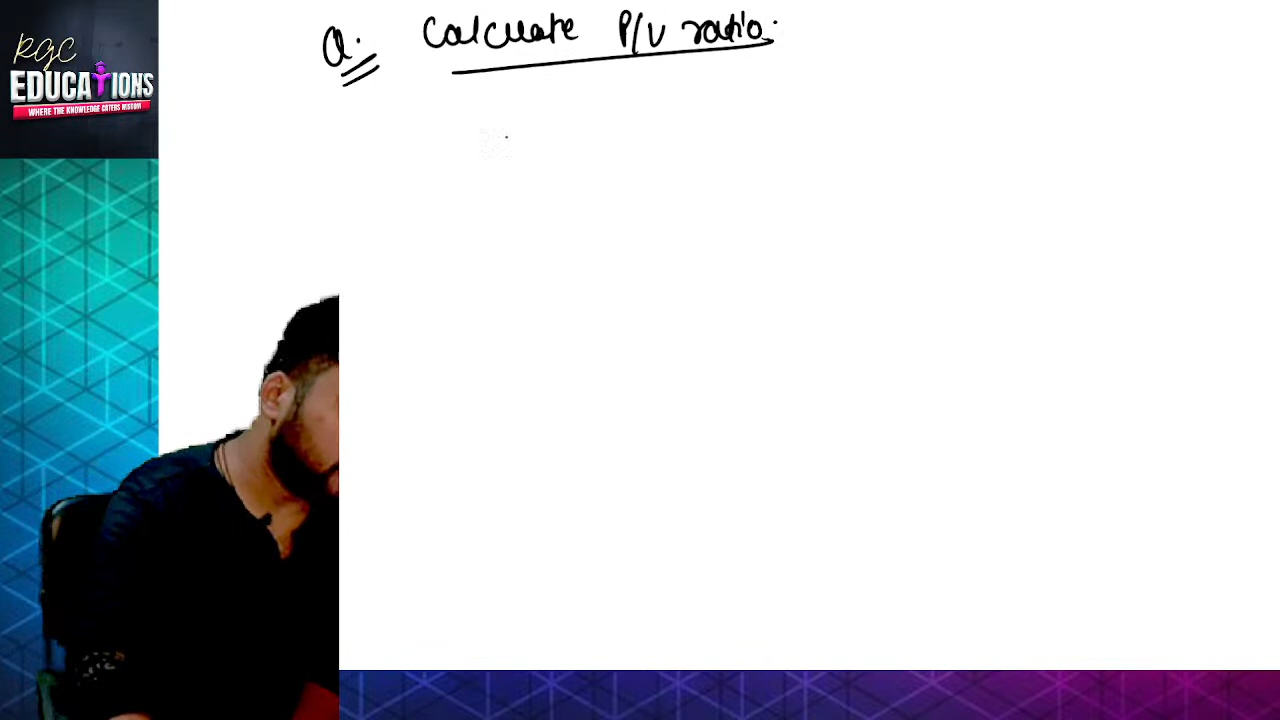 RGC
EDUCATIONS
WHERE THE KNOWLEDGE CATERS WISDOM
Q. Calculate P/V ratio.